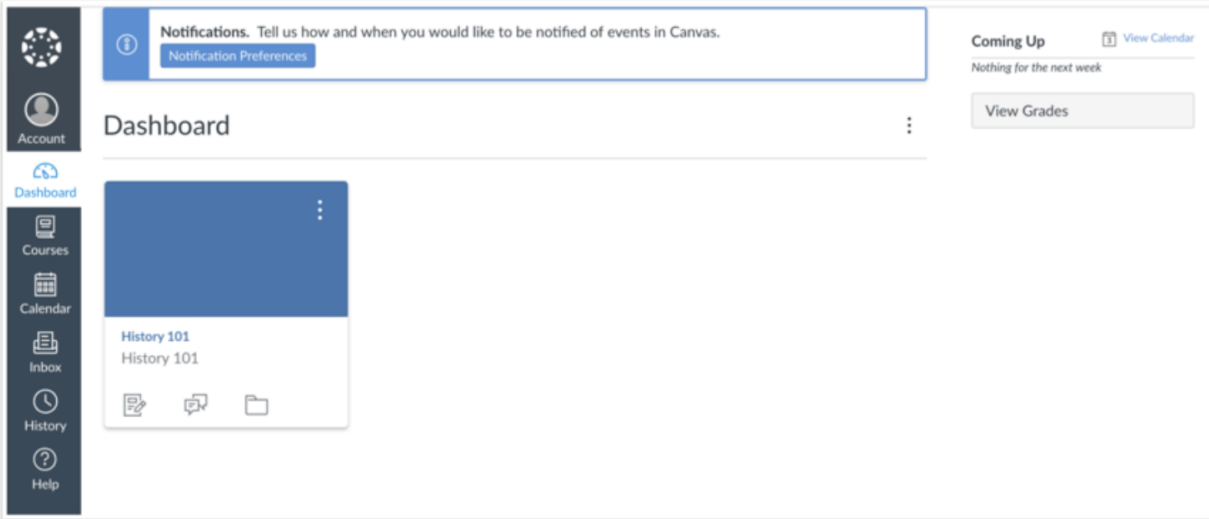 Account
Dashboard
Courses
Calendar
Inbox
History
Help
Notifications. Tell us how and when you would like to be notified of events in Canvas.
Notification Preferences
Dashboard
History 101
History 101
Coming Up
View Calendar
Nothing for the next week
View Grades